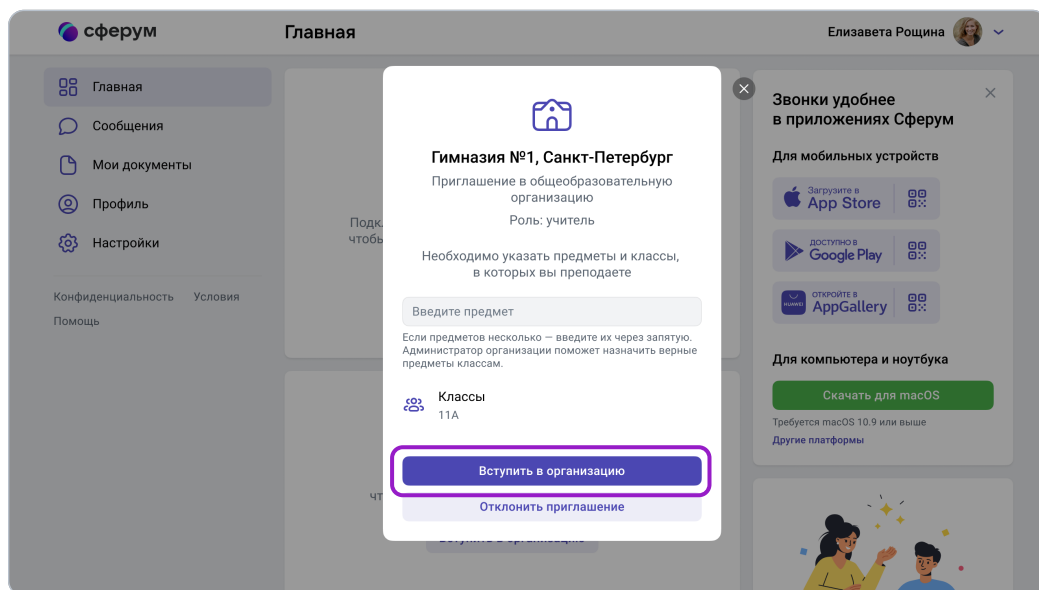 сферум
Главная
Елизавета Рощина
Главная
Сообщения
Мои документы
Профиль
Настройки
Конфиденциальность Условия
Помощь
Гимназия №1, Санкт-Петербург
Приглашение в общеобразовательную
организацию
Роль: учитель
Необходимо указать предметы и классы,
в которых вы преподаете
Введите предмет
Если предметов несколько — введите их через запятую.
Администратор организации поможет назначить верные
предметы классам.
Классы
11А
Вступить в организацию
Отклонить приглашение
Звонки удобнее
в приложениях Сферум
Для мобильных устройств
Загрузите в
App Store
ДОСТУПНО В
Google Play
HUAWEI
ОТКРОЙТЕ В
AppGallery
Для компьютера и ноутбука
Скачать для macOS
Требуется macOS 10.9 или выше
Другие платформы